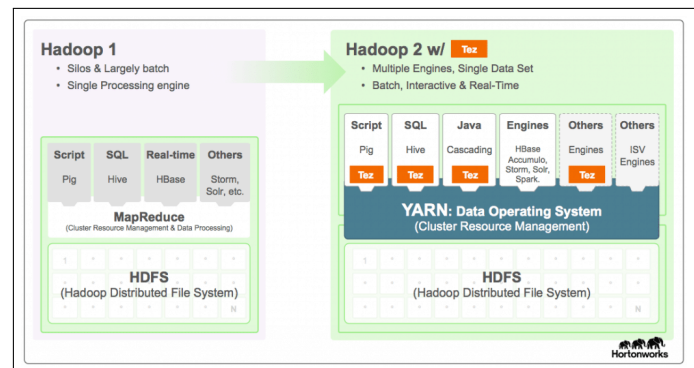 Hadoop 1
• Silos & Largely batch
• Single Processing engine
Script
Pig
SQL
Hive
Real-time
HBase
Others
Storm,
Solr, etc.
MapReduce
(Cluster Resource Management & Data Processing)
1
HDFS
(Hadoop Distributed File System)
N
Hadoop 2 w/ Tez
• Multiple Engines, Single Data Set
• Batch, Interactive & Real-Time
Script
Pig
Tez
SQL
Hive
Tez
Java
Cascading
Tez
Engines
HBase
Accumulo,
Storm, Solr,
Spark.
Others
Engines
Tez
Others
ISV
Engines
YARN: Data Operating System
(Cluster Resource Management)
1
HDFS
(Hadoop Distributed File System)
N
Hortonworks